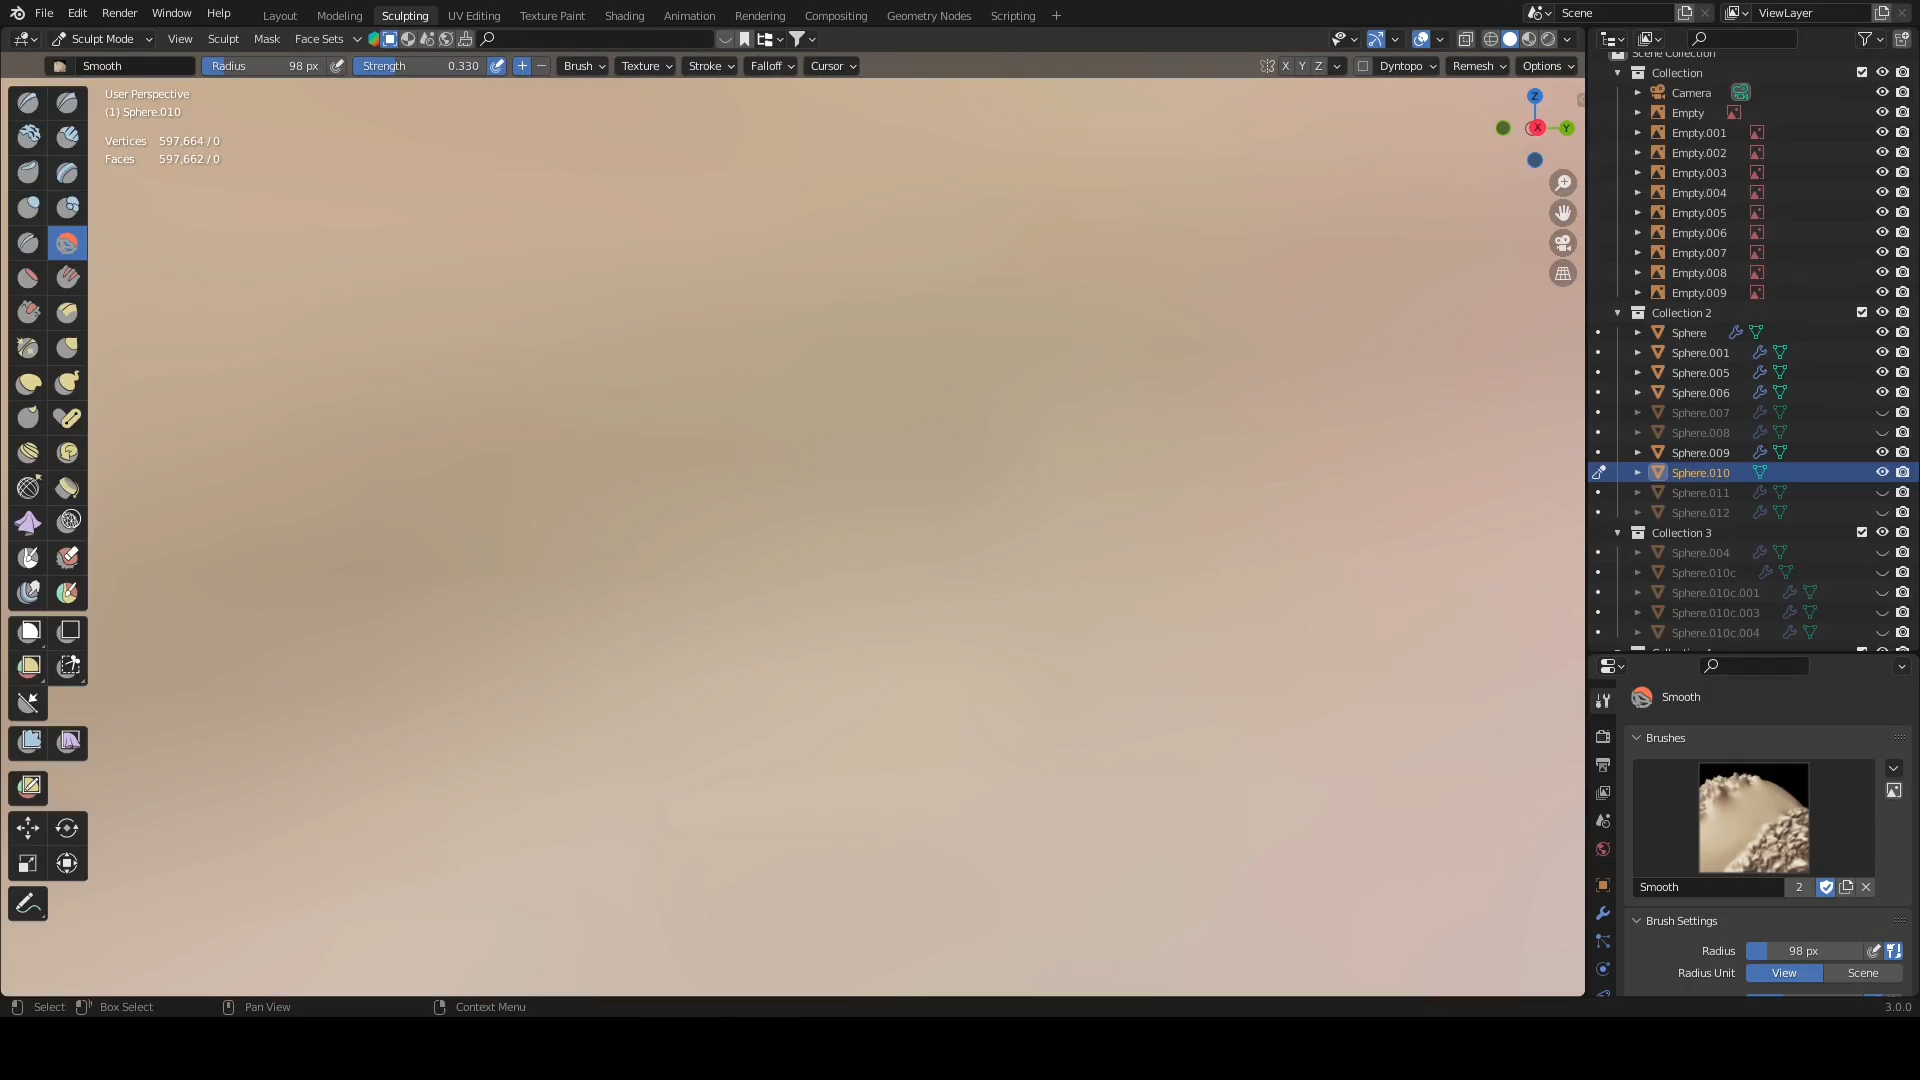 File Edit Render Window Help Layout Modeling Sculpting UV Editing Texture Paint Shading Animation Rendering Compositing Geometry Nodes Scripting + Scene ViewLayer
Sculpt Mode View Sculpt Mask Face Sets
Smooth Radius 98 px Strength 0.330 + − Brush Texture Stroke Falloff Cursor X Y Z Dyntopo Remesh Options
User Perspective
(1) Sphere.010
Vertices 597,664 / 0
Faces 597,662 / 0
Z
X
Y
Scene Collection
Collection
Camera
Empty
Empty.001
Empty.002
Empty.003
Empty.004
Empty.005
Empty.006
Empty.007
Empty.008
Empty.009
Collection 2
Sphere
Sphere.001
Sphere.005
Sphere.006
Sphere.007
Sphere.008
Sphere.009
Sphere.010
Sphere.011
Sphere.012
Collection 3
Sphere.004
Sphere.010c
Sphere.010c.001
Sphere.010c.003
Sphere.010c.004
Smooth
Brushes
Smooth 2
Brush Settings
Radius 98 px
Radius Unit View Scene
Select Box Select Pan View Context Menu 3.0.0